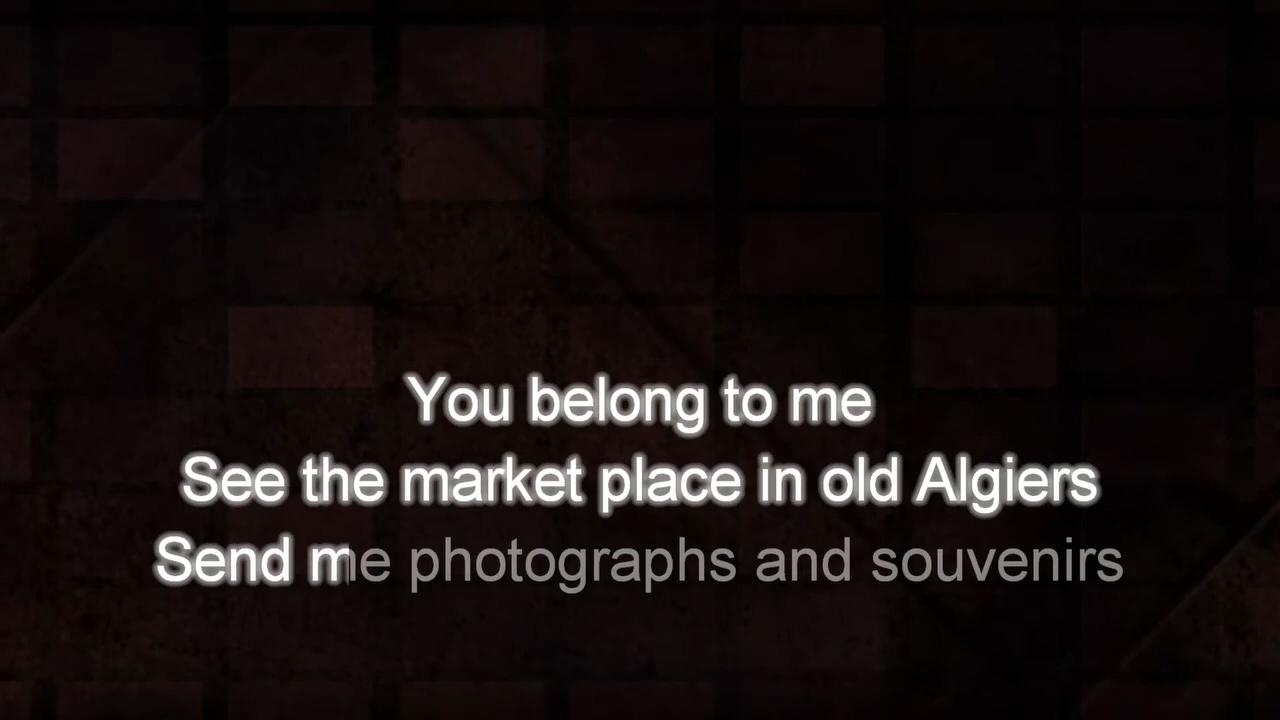 You belong to me
See the market place in old Algiers
Send me photographs and souvenirs